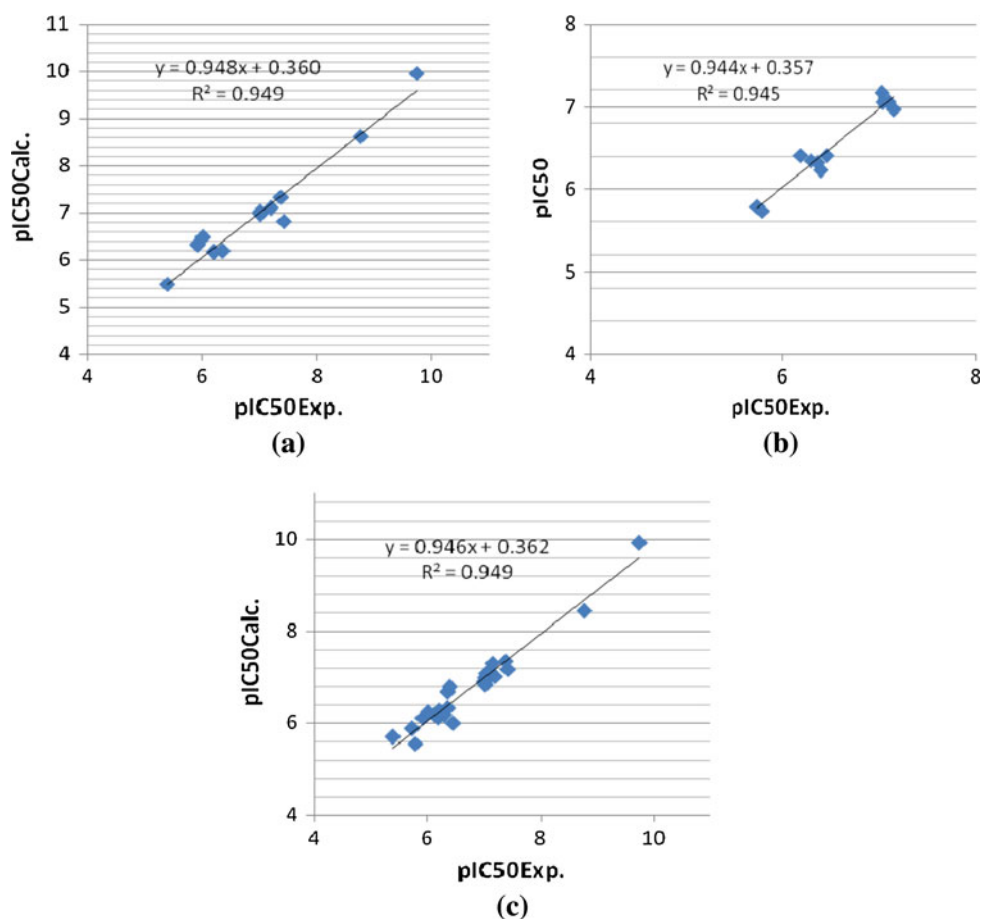 11
10
9
8
7
6
5
4
pIC50Calc.
y = 0.948x + 0.360
R² = 0.949
4 6 8 10
pIC50Exp.
(a)
8
7
6
5
4
pIC50
y = 0.944x + 0.357
R² = 0.945
4 6 8
pIC50Exp.
(b)
10
8
6
4
pIC50Calc.
y = 0.946x + 0.362
R² = 0.949
4 6 8 10
pIC50Exp.
(c)